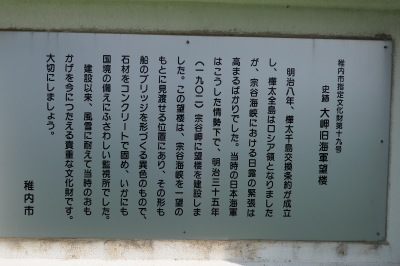 稚内市指定文化財第十九号
史跡 大岬旧海軍望楼
明治八年、樺太千島交換条約が成立
し、樺太全島はロシア領となりました
が、宗谷海峡における日露の緊張は
高まるばかりでした。当時の日本海軍
はこうした情勢下で、明治三十五年
(一九〇二)宗谷岬に望楼を建設しま
した。この望楼は、宗谷海峡を一望の
もとに見渡せる位置にあり、その形も
船のブリッジを形づくる異色のもので、
石材をコンクリートで固め、いかにも
国境の備えにふさわしい監視所でした。
建設以来、風雪に耐えて当時のおも
かげを今につたえる貴重な文化財です。
大切にしましょう。
稚内市